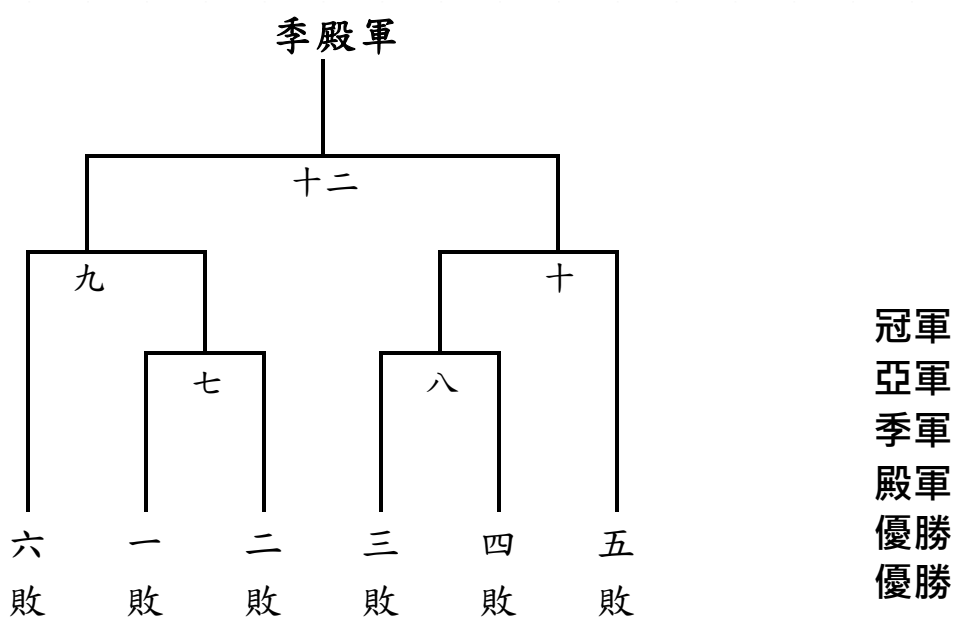 季殿軍
十二
九
十
七
八
六 一 二 三 四 五
敗 敗 敗 敗 敗 敗
冠軍
亞軍
季軍
殿軍
優勝
優勝